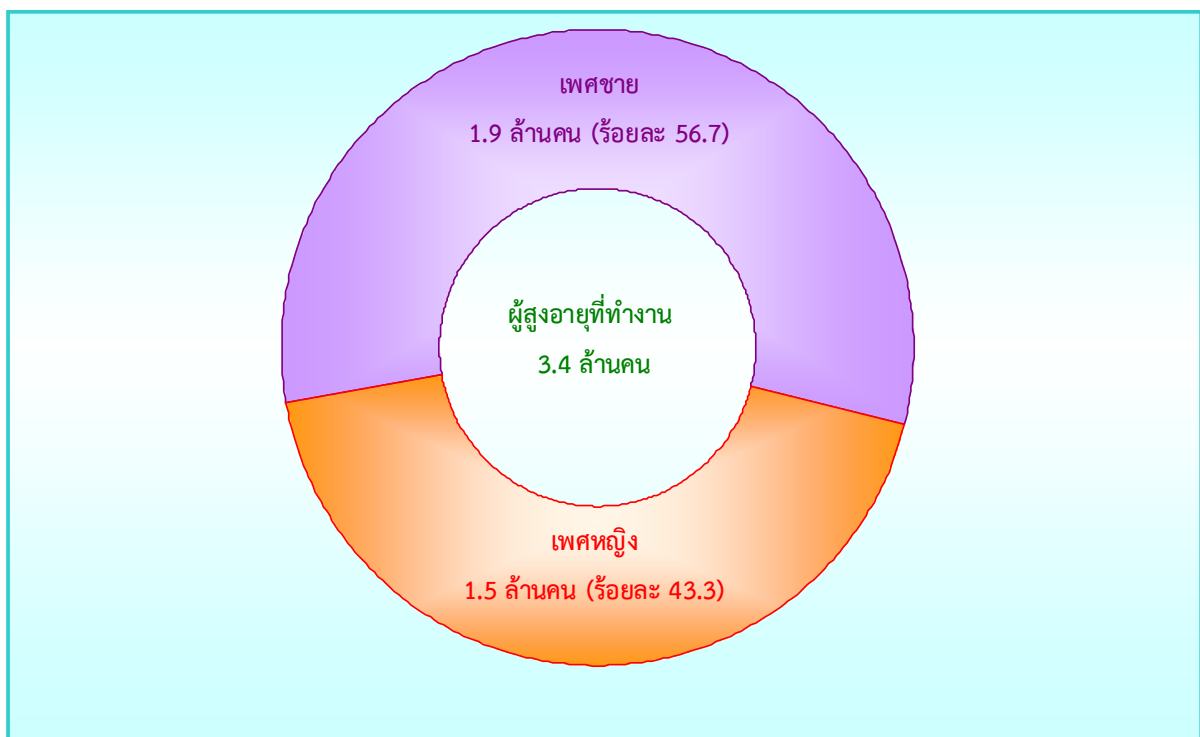 เพศชาย
1.9 ล้านคน (ร้อยละ 56.7)
ผู้สูงอายุที่ทำงาน
3.4 ล้านคน
เพศหญิง
1.5 ล้านคน (ร้อยละ 43.3)